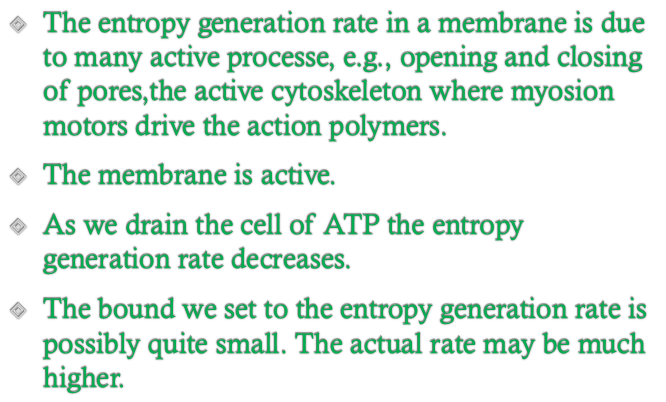 The entropy generation rate in a membrane is due
to many active processe, e.g., opening and closing
of pores,the active cytoskeleton where myosion
motors drive the action polymers.
The membrane is active.
As we drain the cell of ATP the entropy
generation rate decreases.
The bound we set to the entropy generation rate is
possibly quite small. The actual rate may be much
higher.